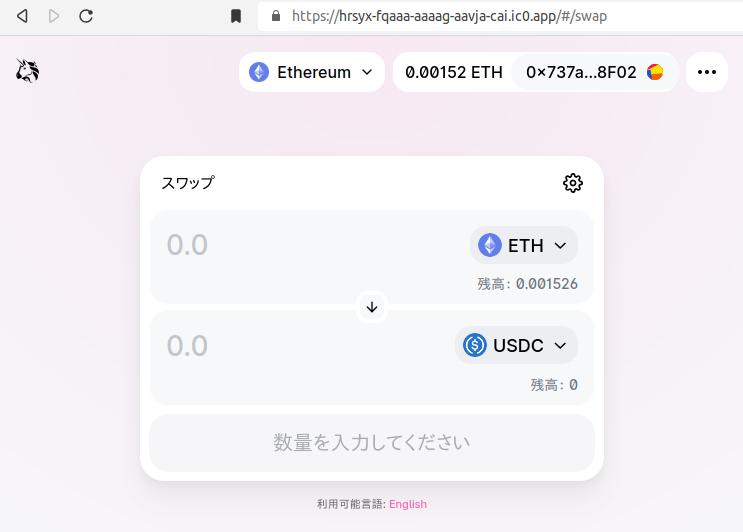 https://hrsyx-fqaaa-aaaag-aavja-cai.ic0.app/#/swap
Ethereum 0.00152 ETH 0×737a...8F02
スワップ
0.0 ETH
残高: 0.001526
0.0 USDC
残高: 0
数量を入力してください
利用可能言語: English